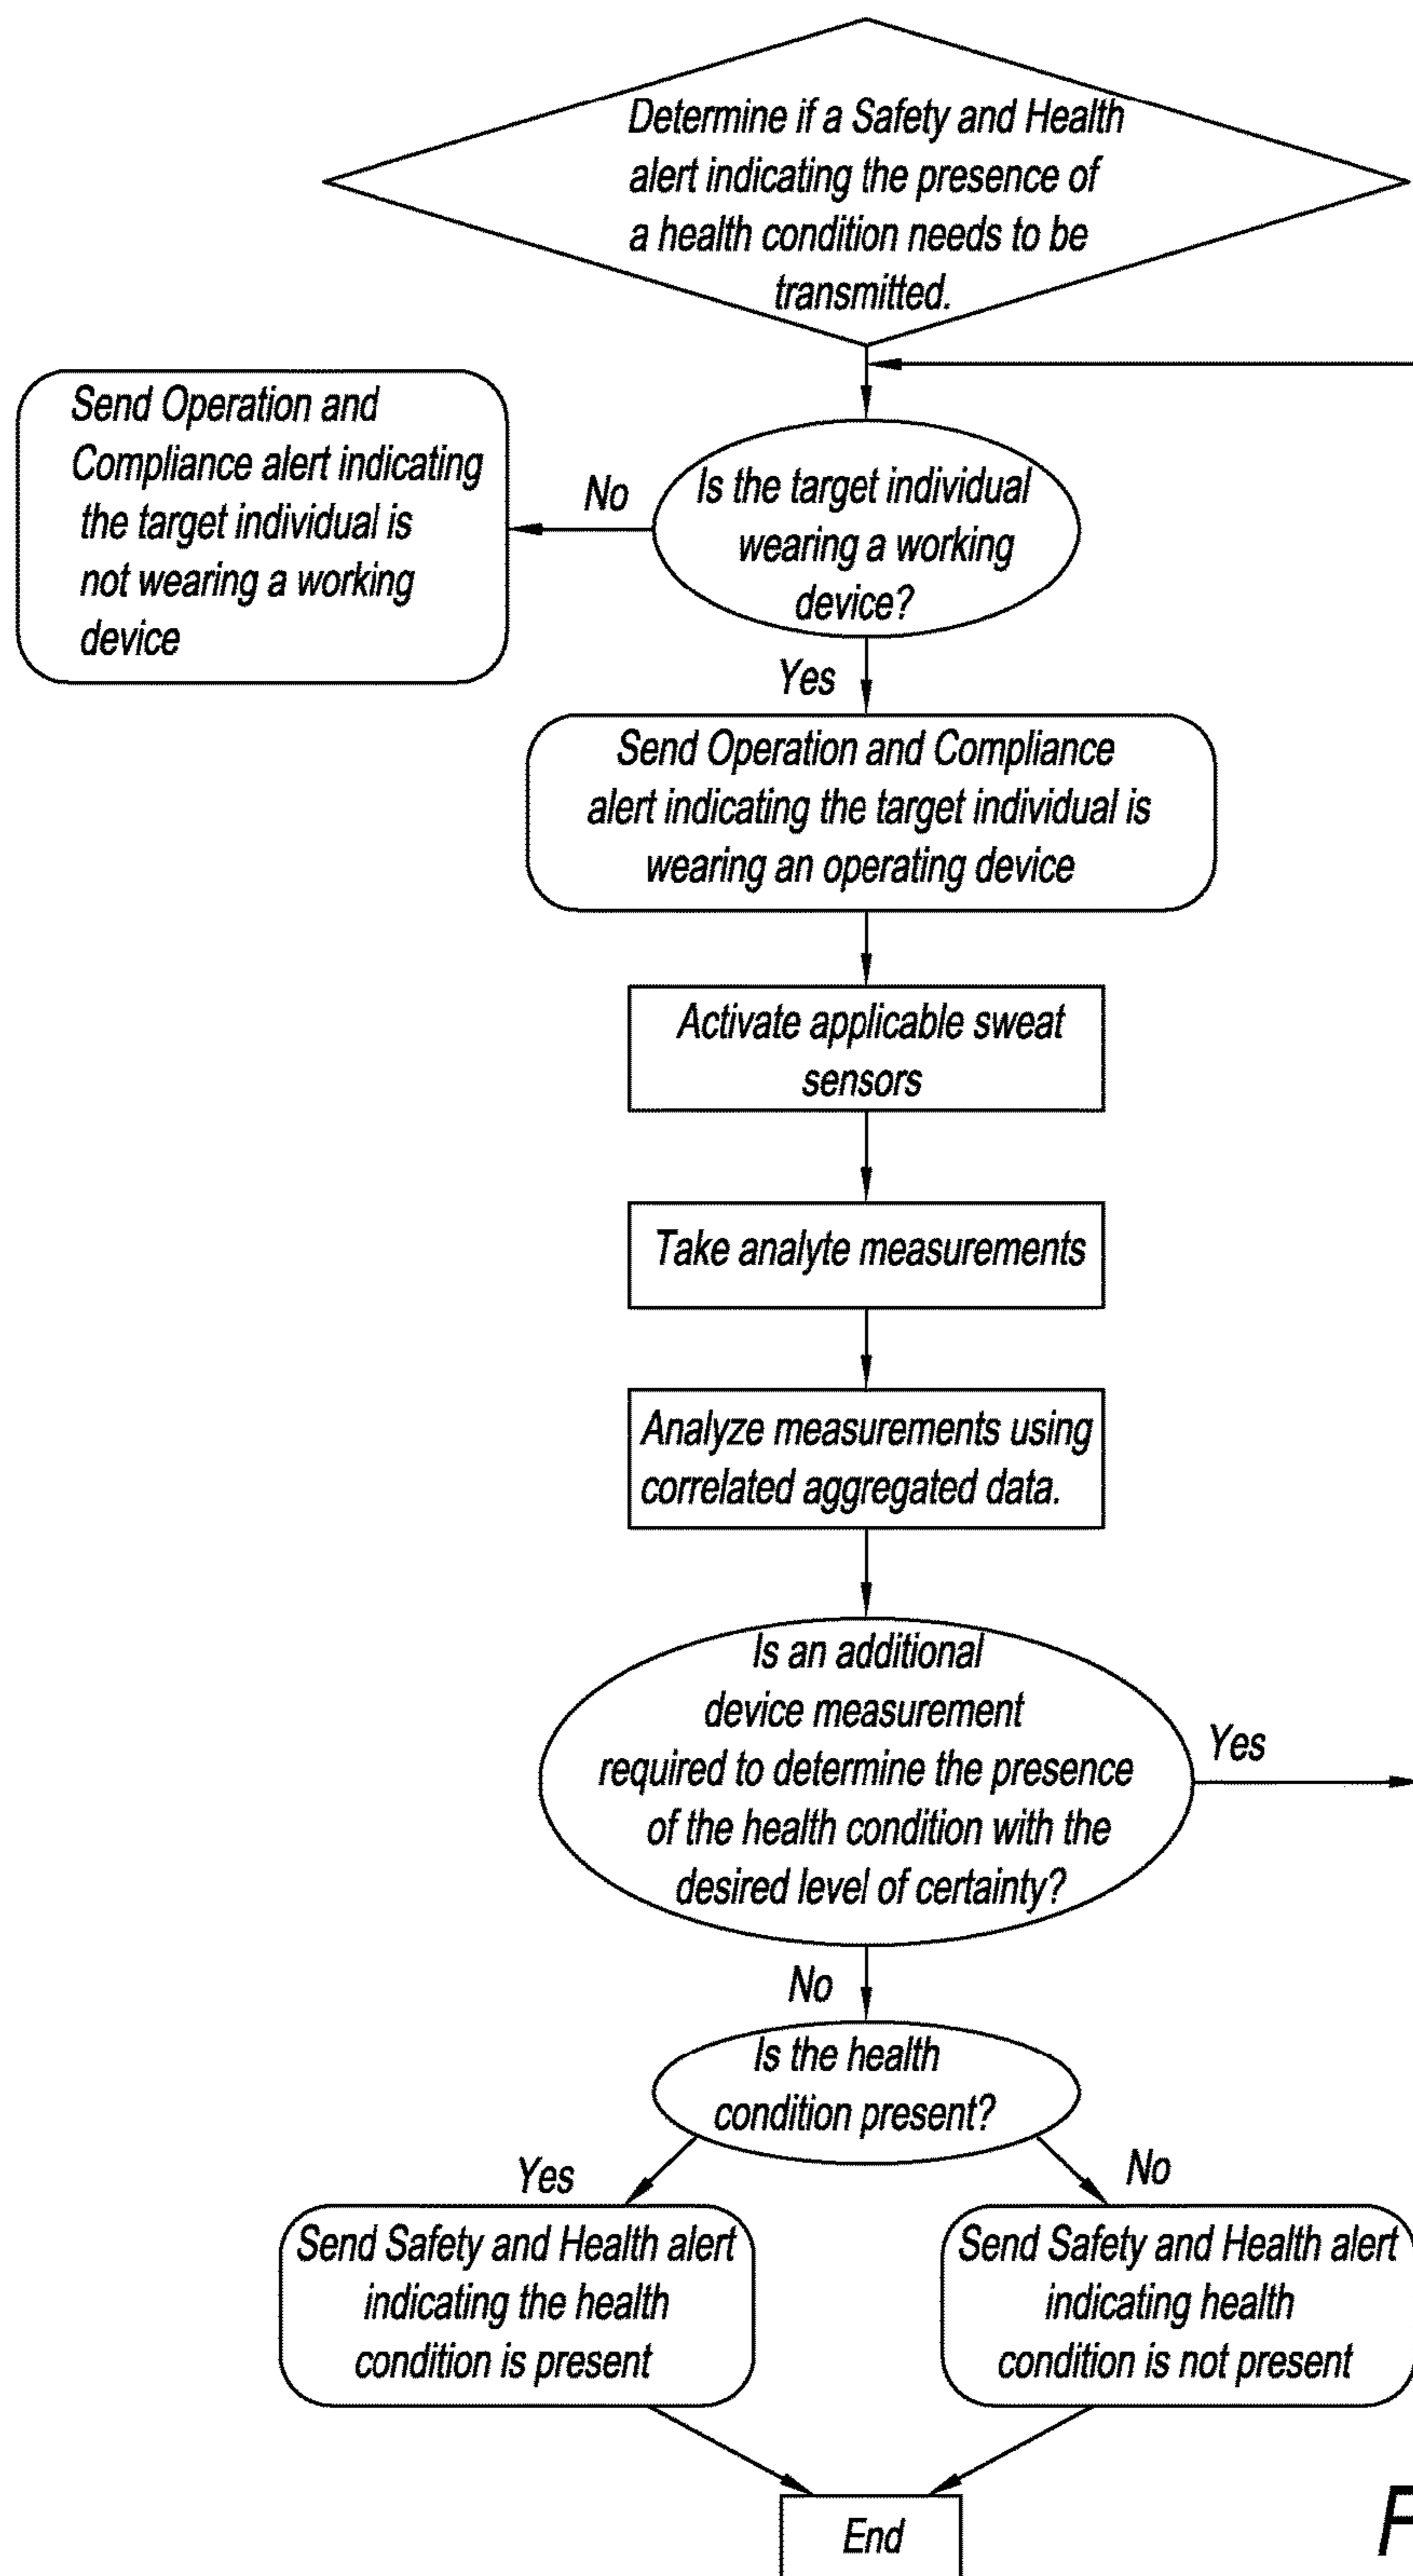 Determine if a Safety and Health
alert indicating the presence of
a health condition needs to be
transmitted.
Send Operation and
Compliance alert indicating
the target individual is
not wearing a working
device
No
Is the target individual
wearing a working
device?
Yes
Send Operation and Compliance
alert indicating the target individual is
wearing an operating device
Activate applicable sweat
sensors
Take analyte measurements
Analyze measurements using
correlated aggregated data.
Is an additional
device measurement
required to determine the presence
of the health condition with the
desired level of certainty?
Yes
No
Is the health
condition present?
Yes
No
Send Safety and Health alert
indicating the health
condition is present
Send Safety and Health alert
indicating health
condition is not present
End
F